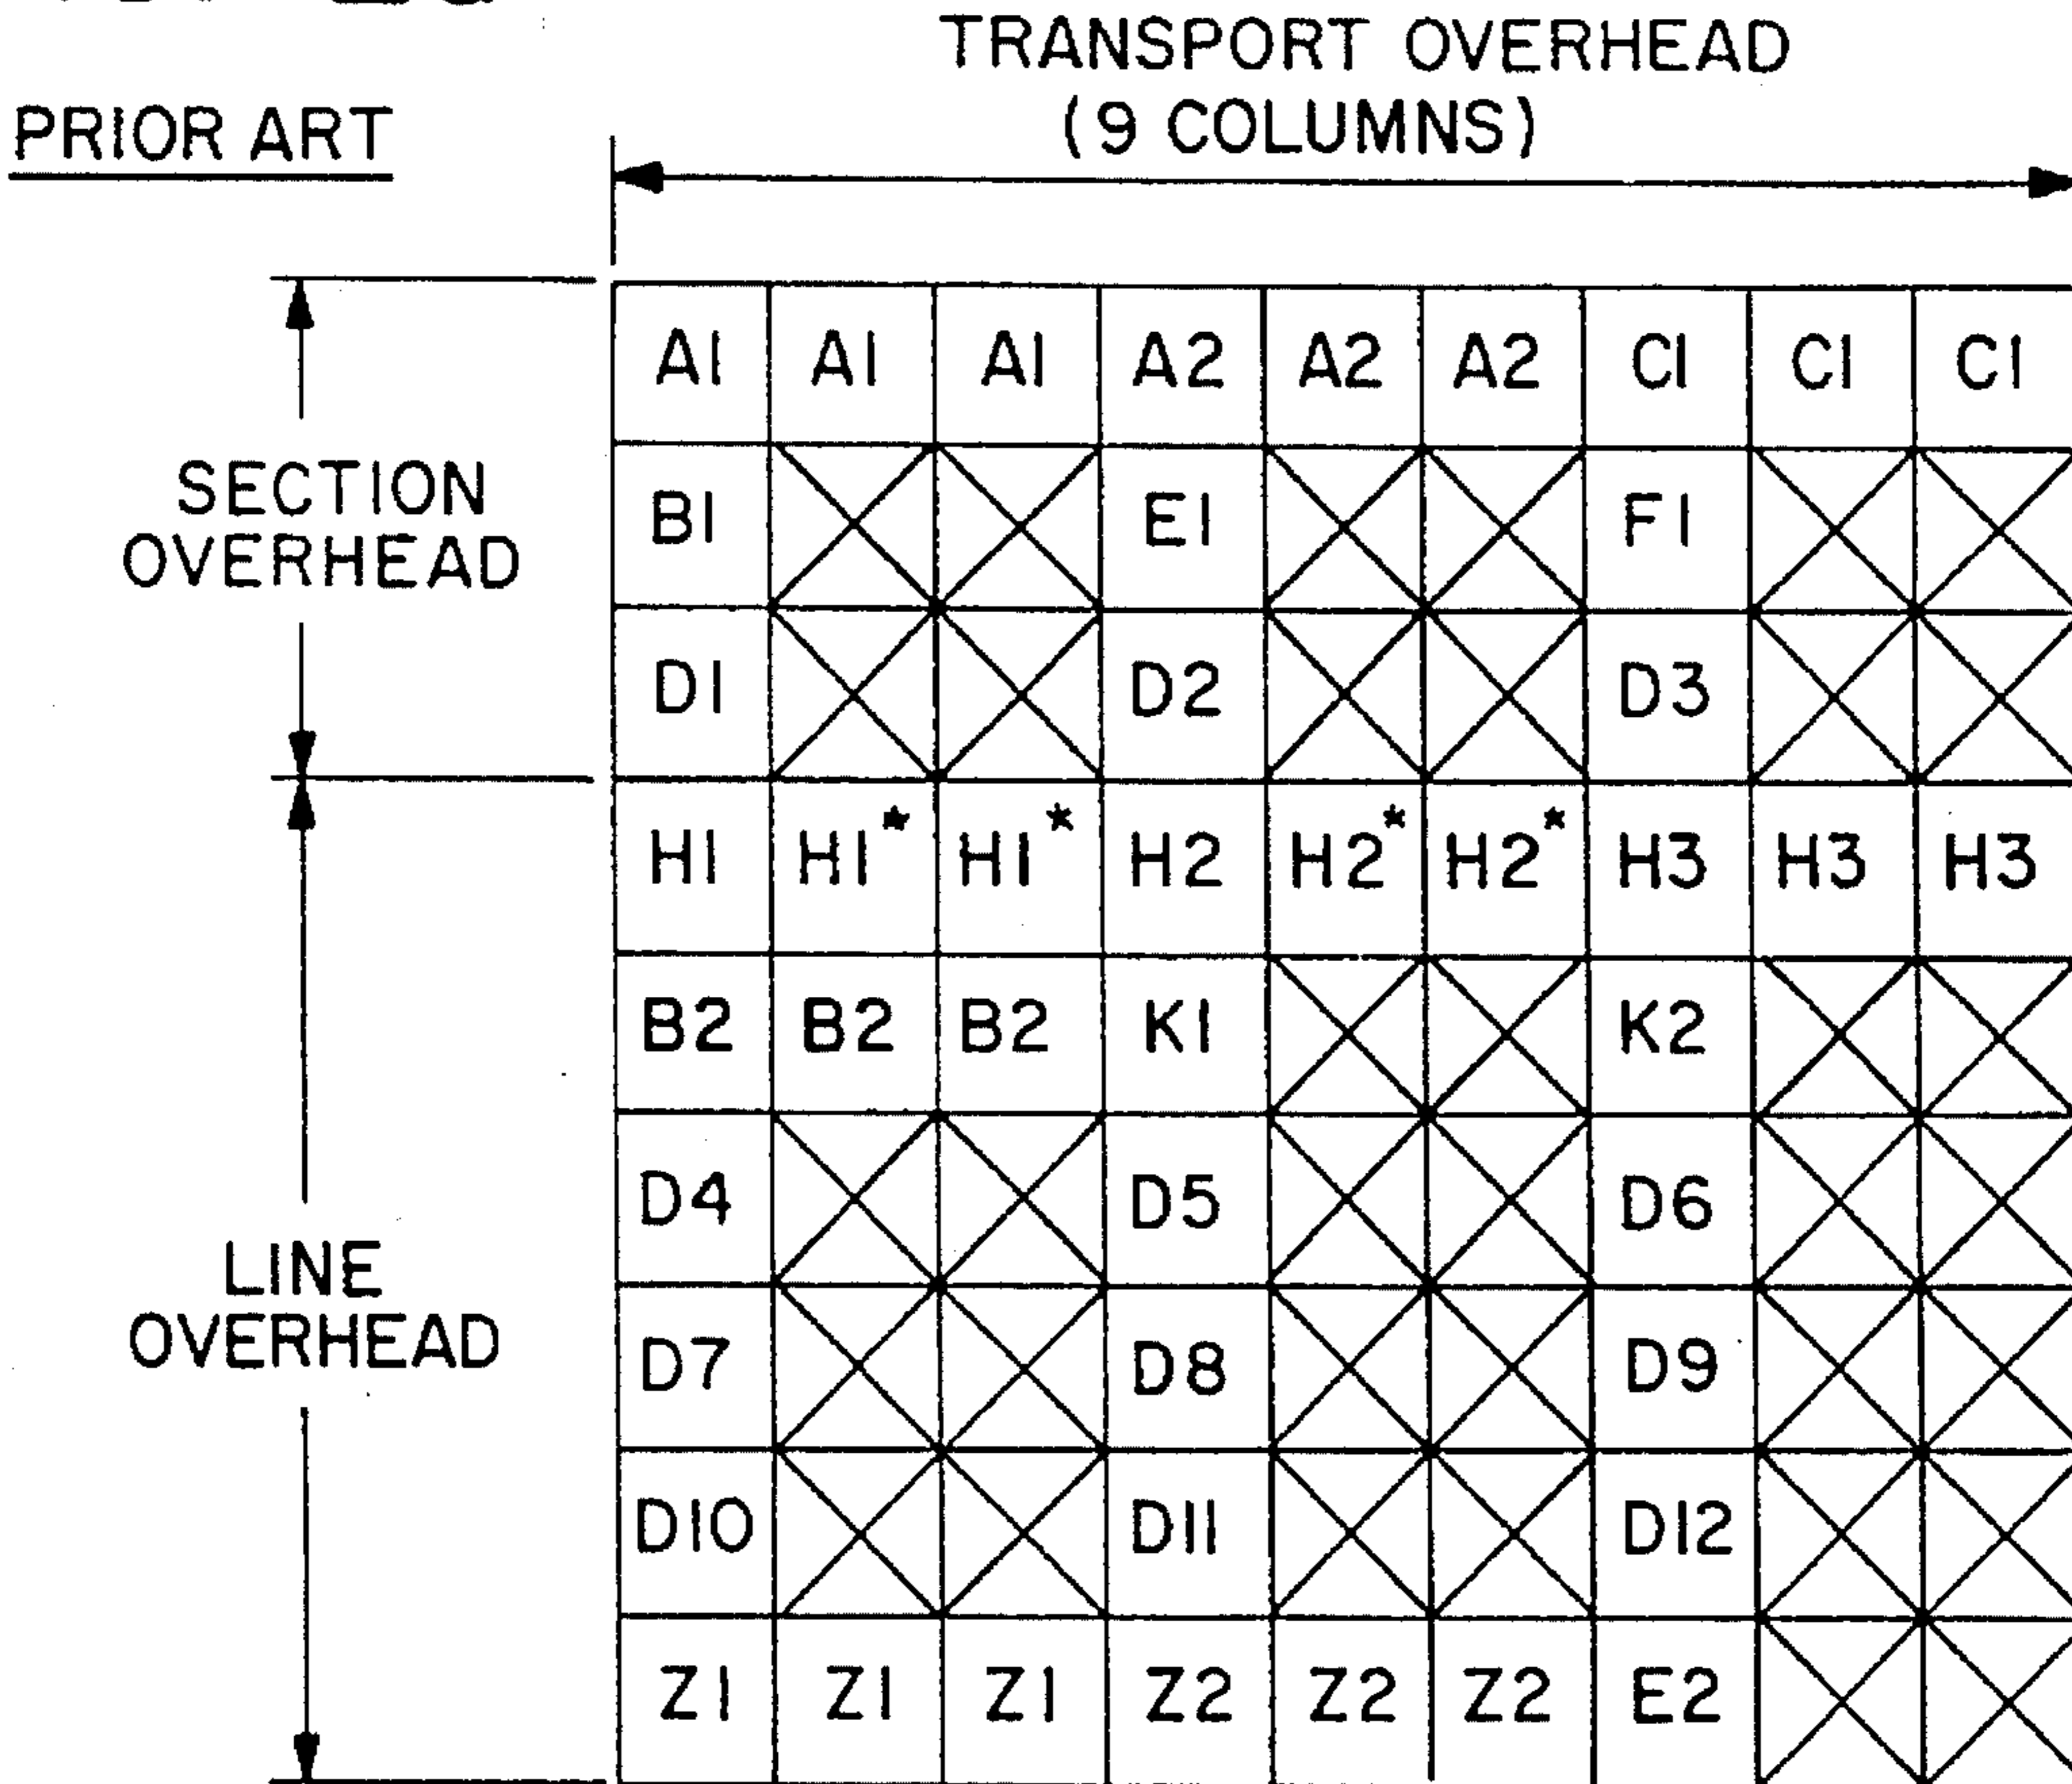 TRANSPORT OVERHEAD
(9 COLUMNS)
PRIOR ART
SECTION
OVERHEAD
LINE
OVERHEAD
A1 A1 A1 A2 A2 A2 C1 C1 C1
B1 E1 F1
D1 D2 D3
H1 H1* H1* H2 H2* H2* H3 H3 H3
B2 B2 B2 K1 K2
D4 D5 D6
D7 D8 D9
D10 D11 D12
Z1 Z1 Z1 Z2 Z2 Z2 E2